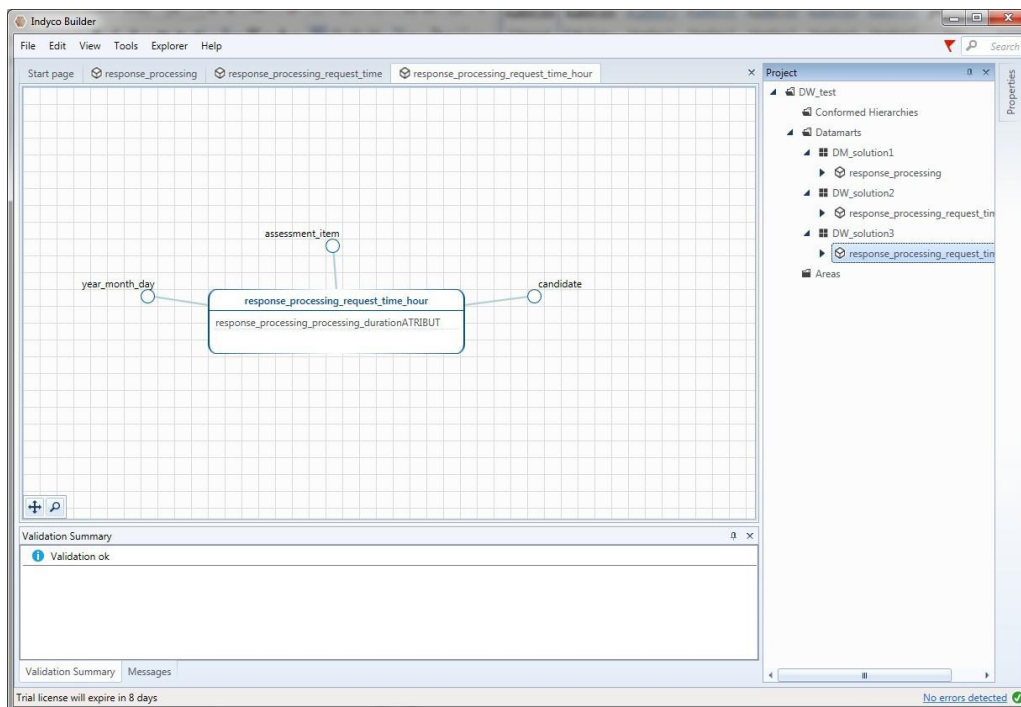 Indyco Builder
File Edit View Tools Explorer Help
Search
Start page response_processing response_processing_request_time response_processing_request_time_hour
assessment_item
year_month_day
candidate
response_processing_request_time_hour
response_processing_processing_durationATRIBUT
Validation Summary
Validation ok
Validation Summary Messages
Project
DW_test
Conformed Hierarchies
Datamarts
DM_solution1
response_processing
DW_solution2
response_processing_request_tin
DW_solution3
response_processing_request_tin
Areas
Properties
Trial license will expire in 8 days
No errors detected